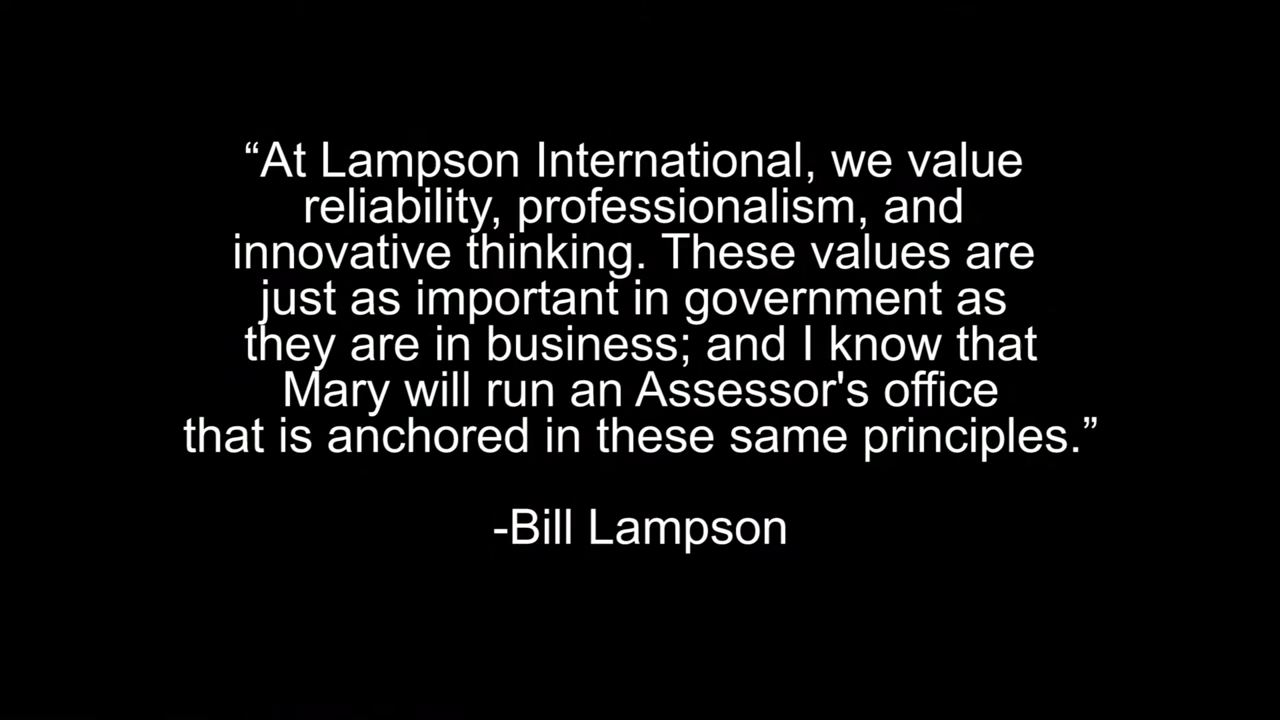 “At Lampson International, we value
reliability, professionalism, and
innovative thinking. These values are
just as important in government as
they are in business; and I know that
Mary will run an Assessor's office
that is anchored in these same principles.”
-Bill Lampson